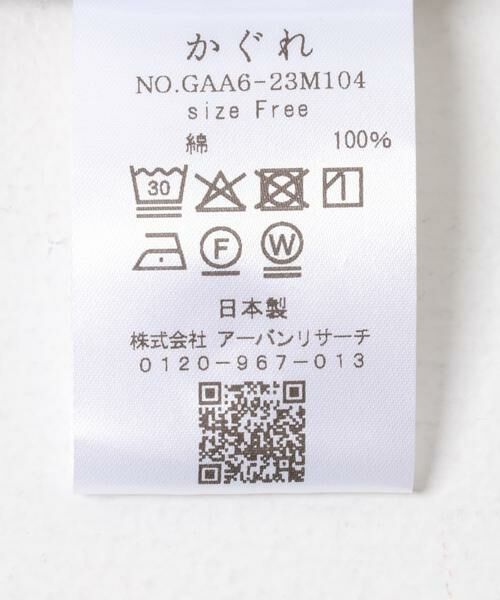 かぐれ
NO.GAA6-23M104
size Free
綿 100%
30
F W
日本製
株式会社 アーバンリサーチ
0120-967-013